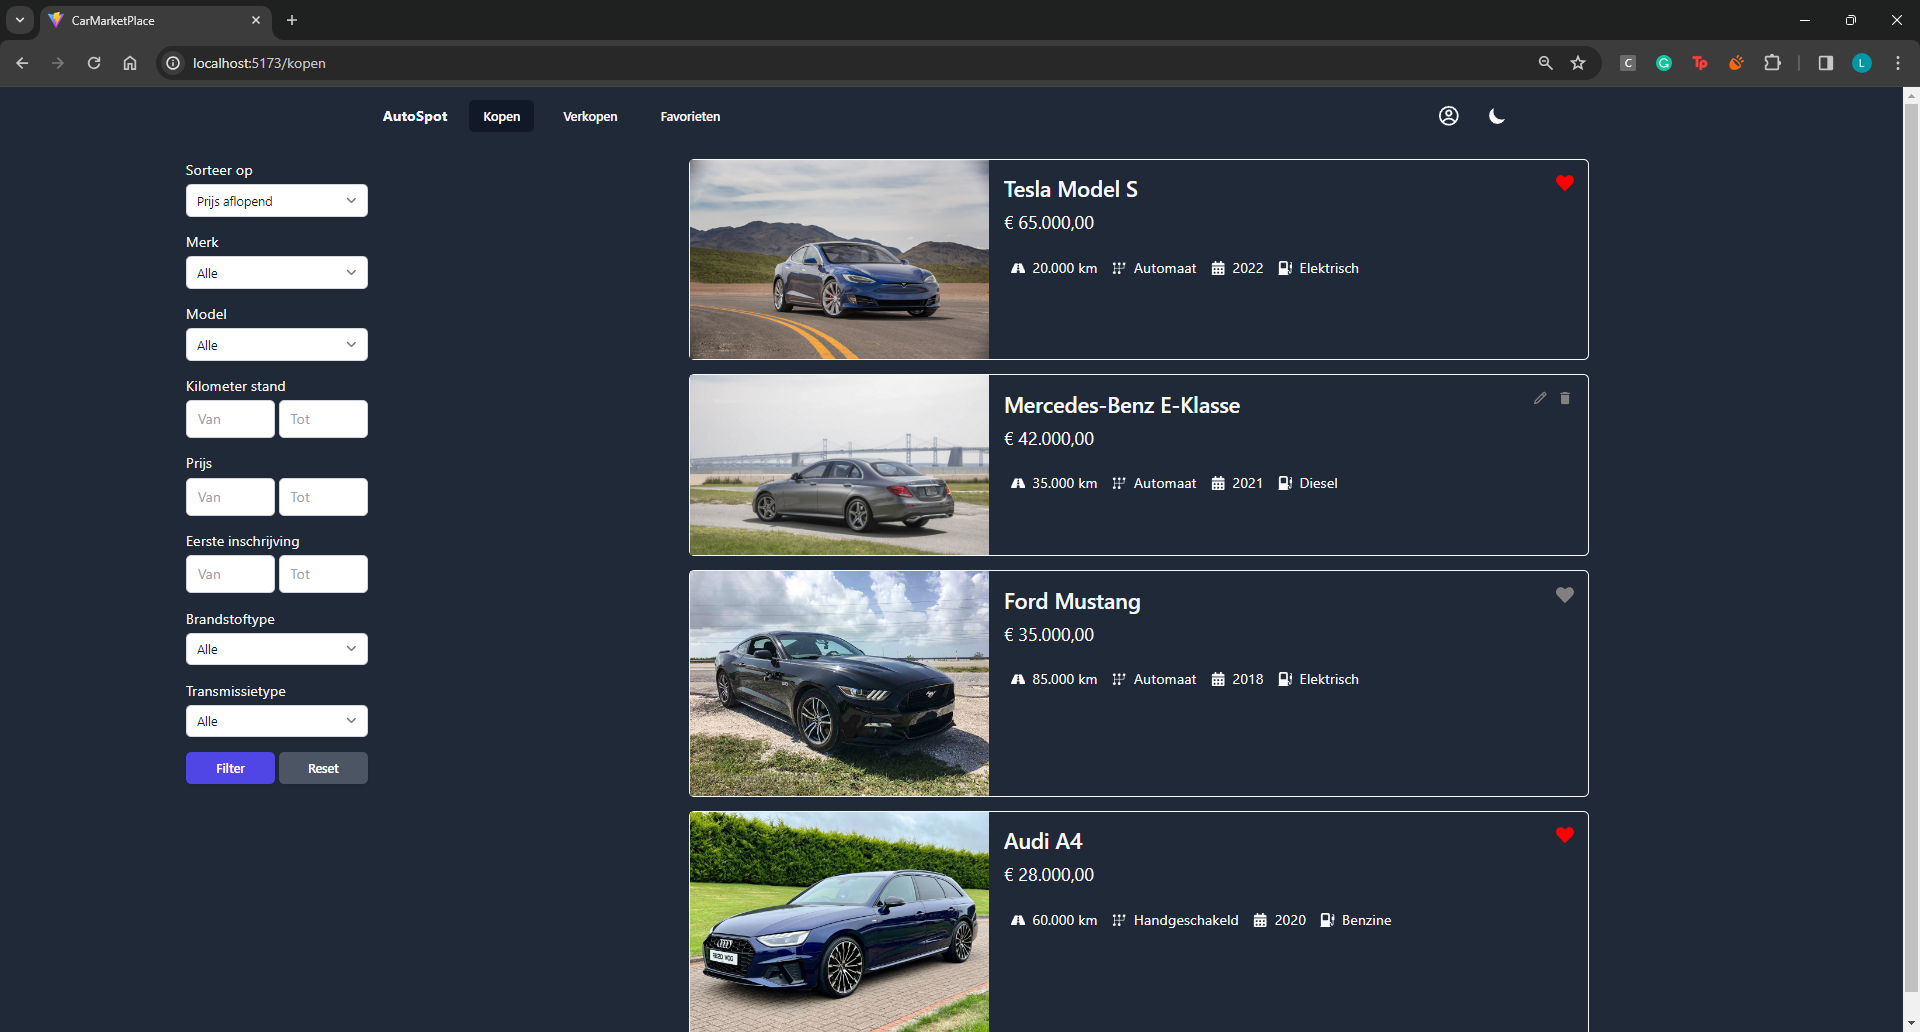 CarMarketPlace
localhost:5173/kopen
C
G
Tp
L
AutoSpot
Kopen
Verkopen
Favorieten
Sorteer op
Prijs aflopend
Merk
Alle
Model
Alle
Kilometer stand
Van
Tot
Prijs
Van
Tot
Eerste inschrijving
Van
Tot
Brandstoftype
Alle
Transmissietype
Alle
Filter
Reset
Tesla Model S
€ 65.000,00
20.000 km Automaat 2022 Elektrisch
Mercedes-Benz E-Klasse
€ 42.000,00
35.000 km Automaat 2021 Diesel
Ford Mustang
€ 35.000,00
85.000 km Automaat 2018 Elektrisch
Audi A4
€ 28.000,00
60.000 km Handgeschakeld 2020 Benzine